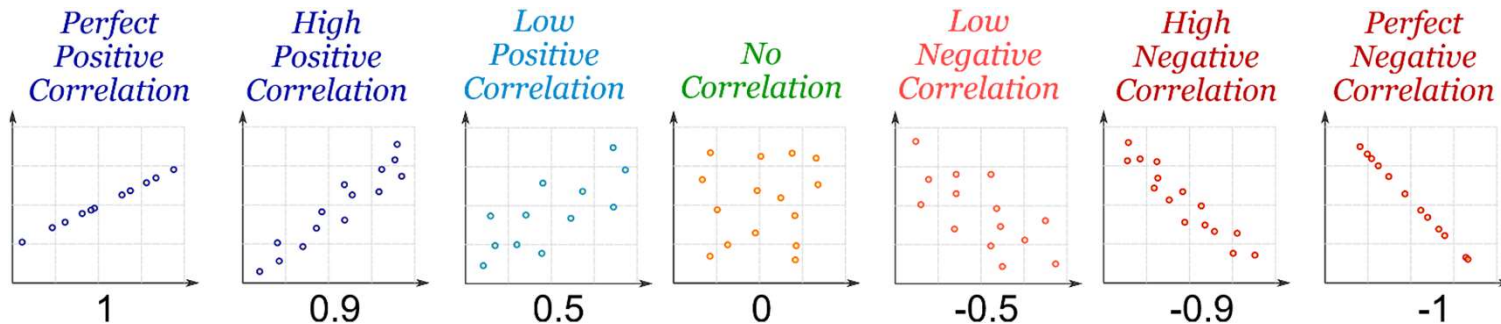 Perfect
Positive
Correlation
High
Positive
Correlation
Low
Positive
Correlation
No
Correlation
Low
Negative
Correlation
High
Negative
Correlation
Perfect
Negative
Correlation
1
0.9
0.5
0
-0.5
-0.9
-1